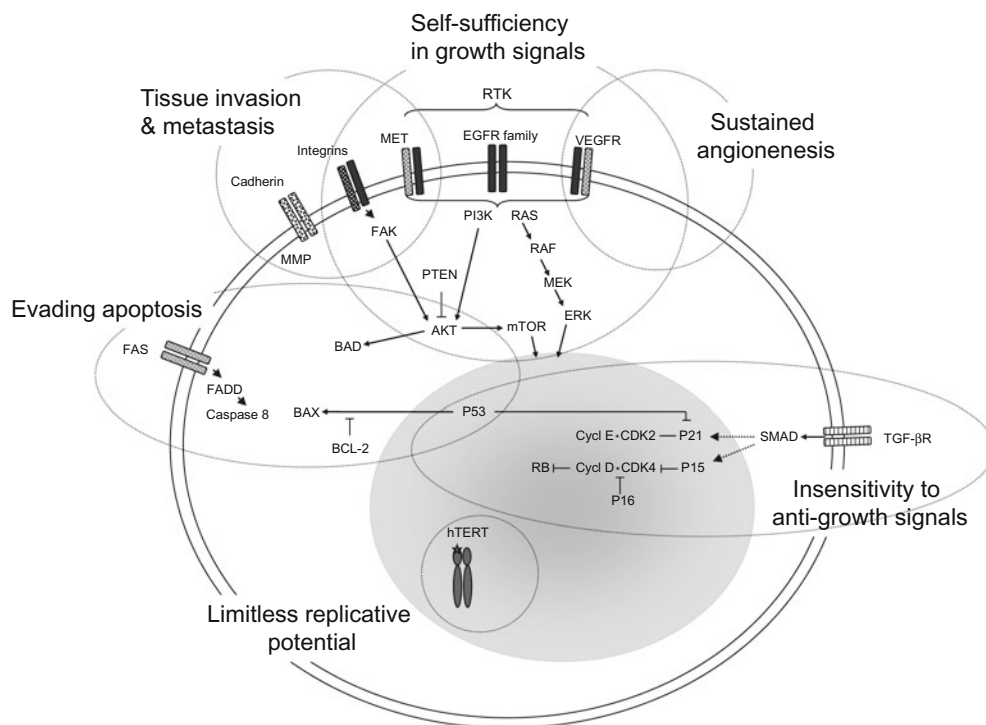 Self-sufficiency
in growth signals
Tissue invasion
& metastasis
Sustained
angionenesis
RTK
MET
EGFR family
VEGFR
Integrins
Cadherin
MMP
FAK
PI3K
RAS
RAF
MEK
ERK
PTEN
AKT
mTOR
BAD
Evading apoptosis
FAS
FADD
Caspase 8
BAX
P53
BCL-2
Cycl E
CDK2
P21
SMAD
TGF-βR
RB
Cycl D
CDK4
P15
P16
Insensitivity to
anti-growth signals
hTERT
Limitless replicative
potential